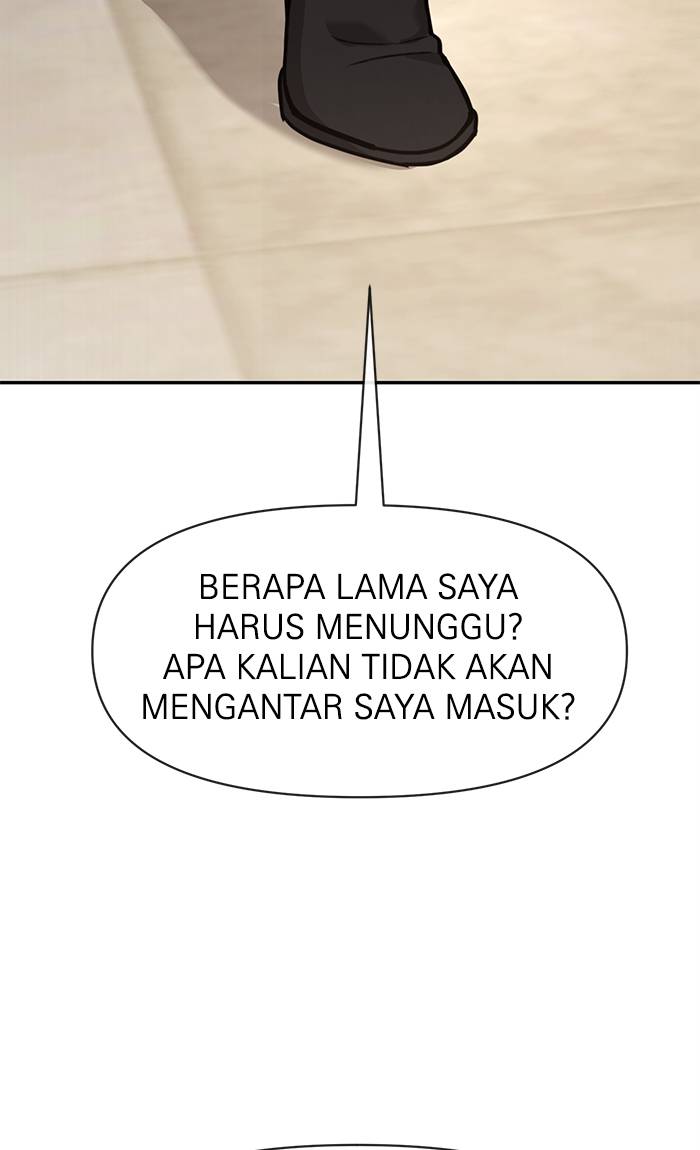 BERAPA LAMA SAYA
HARUS MENUNGGU?
APA KALIAN TIDAK AKAN
MENGANTAR SAYA MASUK?